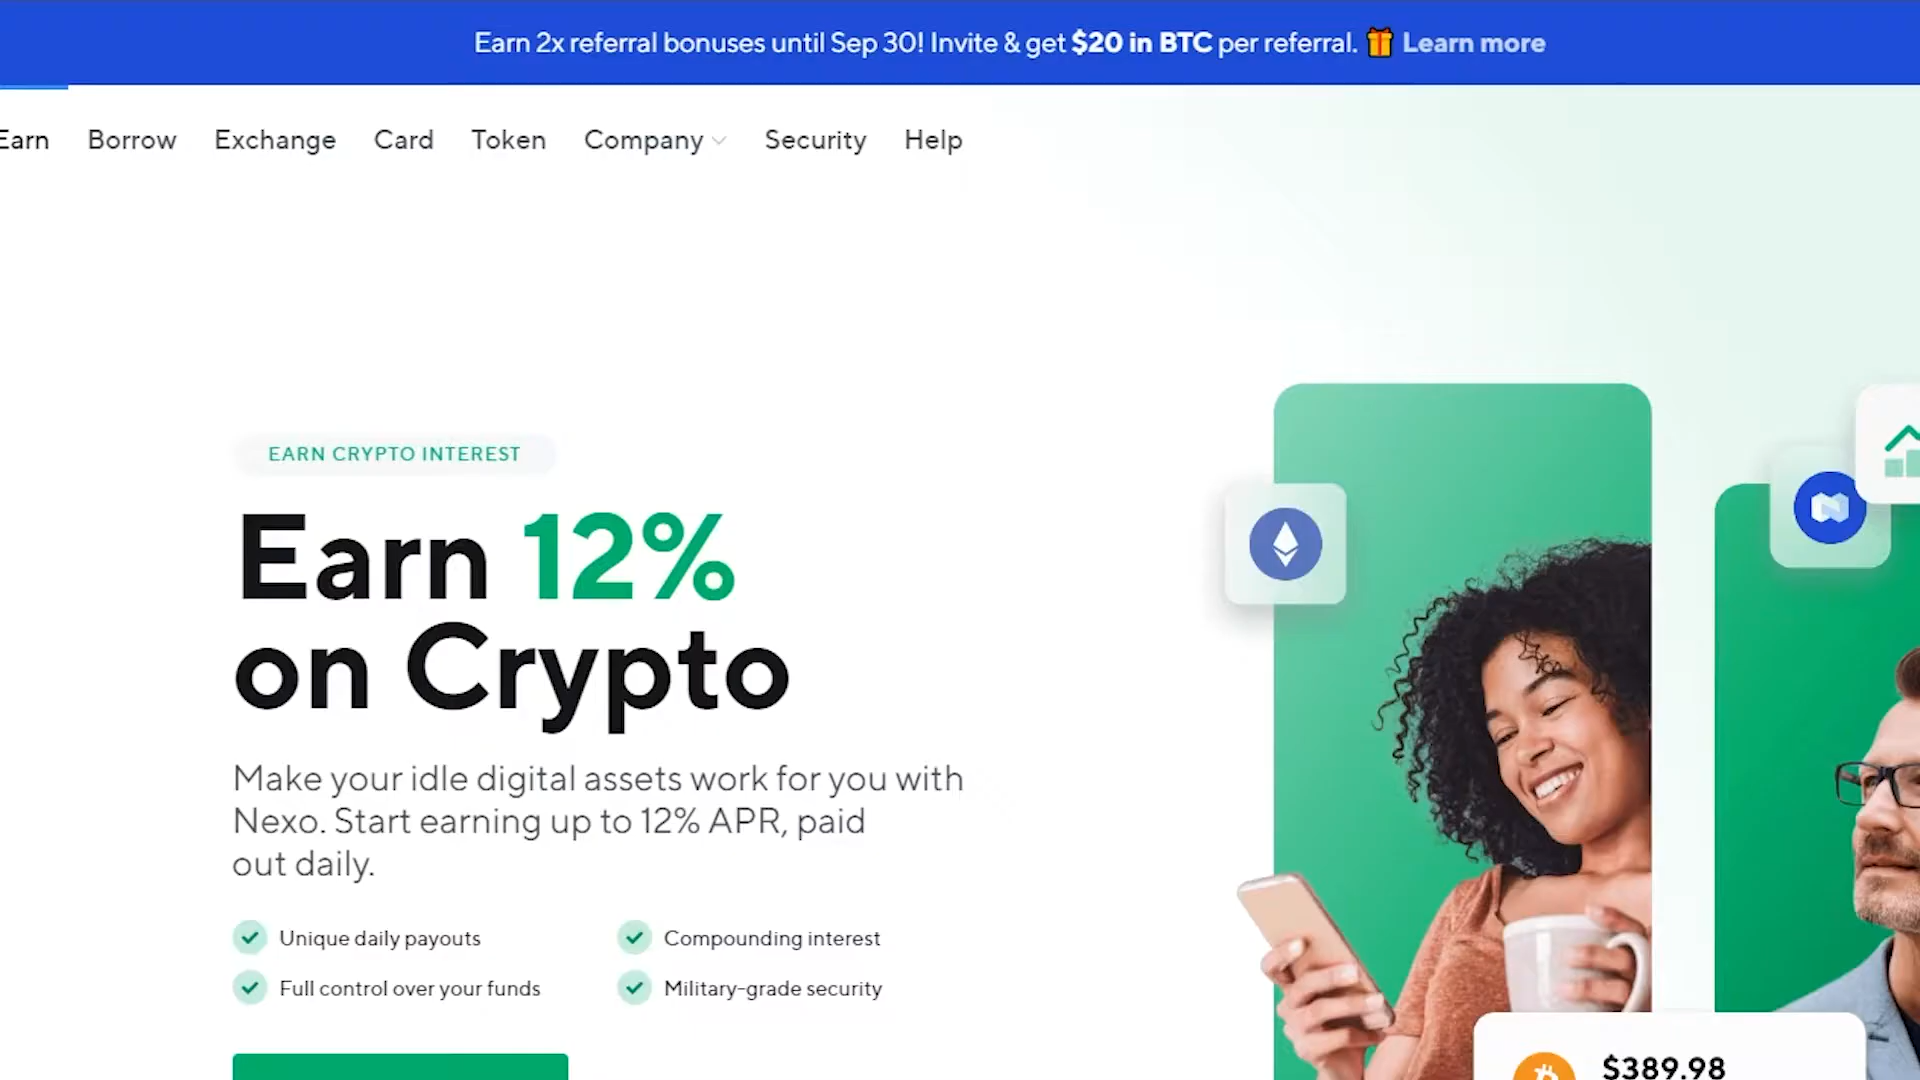 Earn 2x referral bonuses until Sep 30! Invite & get $20 in BTC per referral. 🎁 Learn more
Earn Borrow Exchange Card Token Company Security Help
EARN CRYPTO INTEREST
Earn 12%
on Crypto
Make your idle digital assets work for you with
Nexo. Start earning up to 12% APR, paid
out daily.
Unique daily payouts
Compounding interest
Full control over your funds
Military-grade security
$389.98